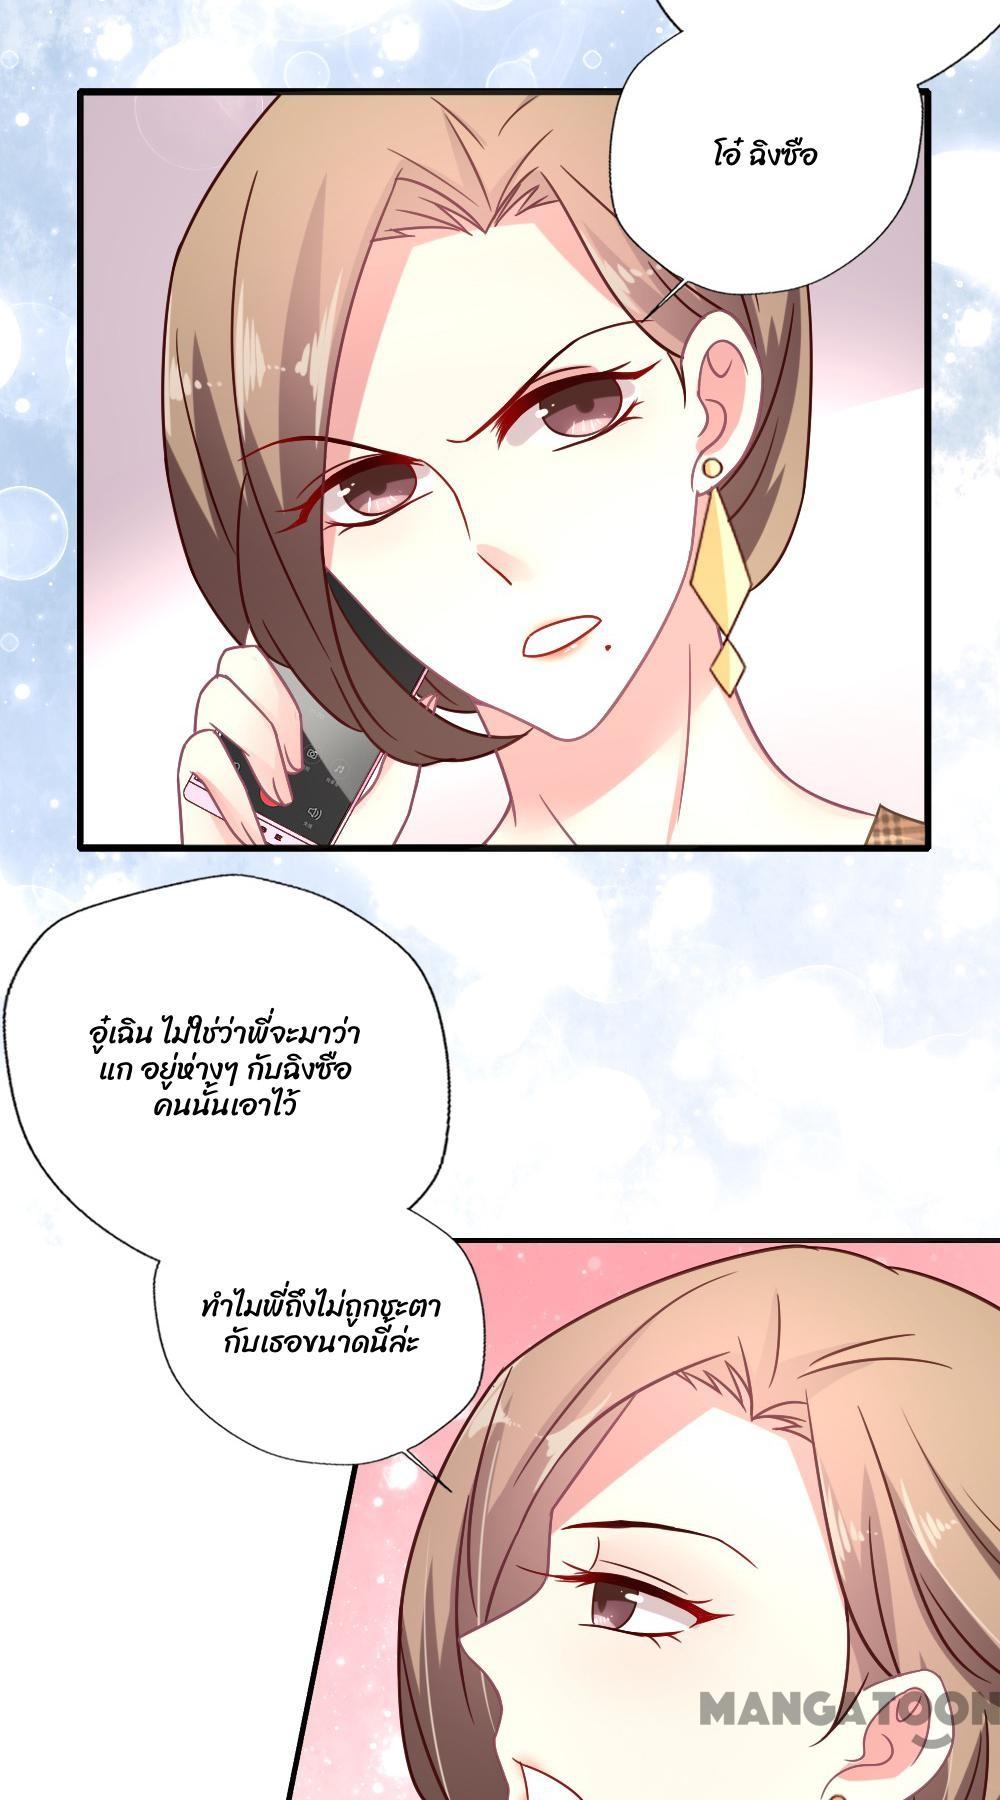 โอ๋ ฉิงซือ
อู๋เฉิน ไม่ใช่ว่าพี่จะมาว่า
แก อยู่ห่างๆ กับฉิงซือ
คนนั้นเอาไว้
ทำไมพี่ถึงไม่ถูกชะตา
กับเธอขนาดนี้ล่ะ
MANGATOON